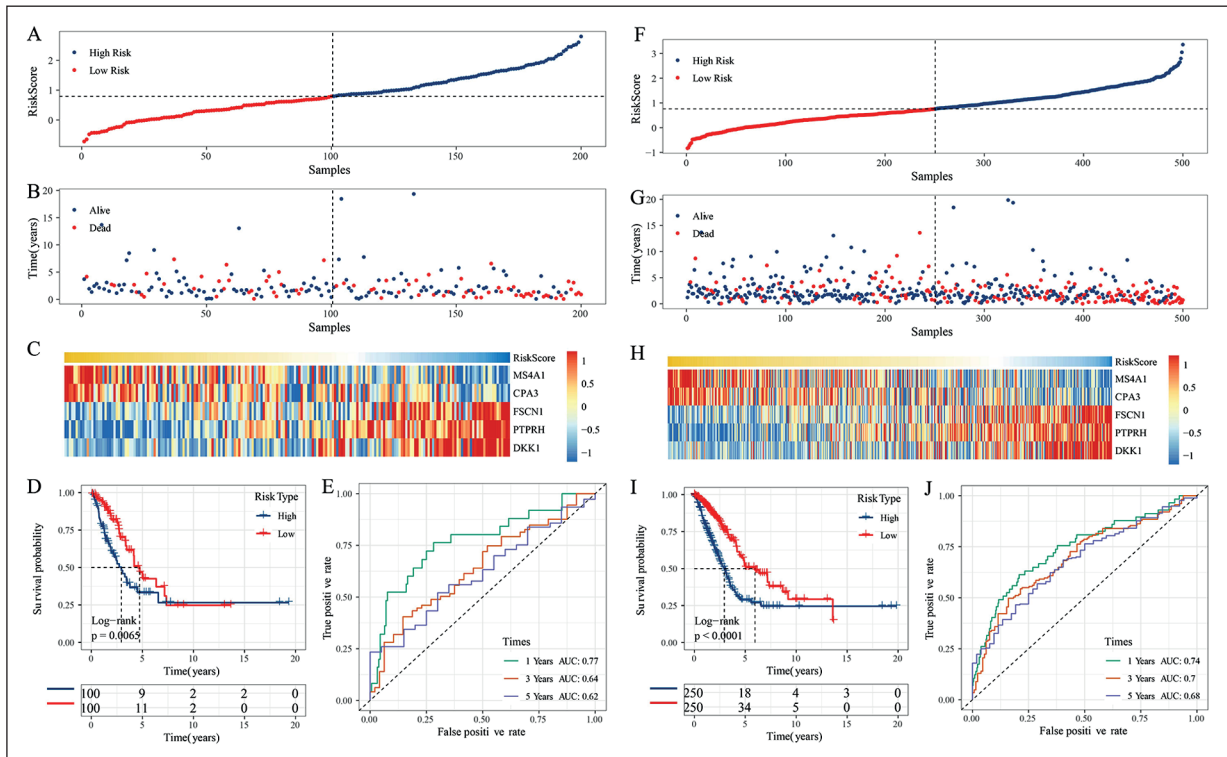 A
High Risk
Low Risk
RiskScore
2
1
0
0
50
100
150
200
Samples
B
Alive
Dead
Time(years)
20
15
10
5
0
0
50
100
150
200
Samples
C
RiskScore
MS4A1
CPA3
FSCN1
PTPRH
DKK1
1
0.5
0
−0.5
−1
D
Survival probability
1.00
0.75
0.50
0.25
0.00
Risk Type
High
Low
Log−rank
p = 0.0065
0
5
10
15
20
Time(years)
100 9 2 2 0
100 11 2 0 0
0
5
10
15
20
Time(years)
E
True positi ve rate
1.00
0.75
0.50
0.25
0.00
Times
1 Years AUC: 0.77
3 Years AUC: 0.64
5 Years AUC: 0.62
0.00
0.25
0.50
0.75
1.00
False positi ve rate
F
High Risk
Low Risk
RiskScore
3
2
1
0
−1
0
100
200
300
400
500
Samples
G
Alive
Dead
Time(years)
20
15
10
5
0
0
100
200
300
400
500
Samples
H
RiskScore
MS4A1
CPA3
FSCN1
PTPRH
DKK1
1
0.5
0
−0.5
−1
I
Survival probability
1.00
0.75
0.50
0.25
0.00
Risk Type
High
Low
Log−rank
p < 0.0001
0
5
10
15
20
Time(years)
250 18 4 3 0
250 34 5 0 0
0
5
10
15
20
Time(years)
J
True positi ve rate
1.00
0.75
0.50
0.25
0.00
Times
1 Years AUC: 0.74
3 Years AUC: 0.7
5 Years AUC: 0.68
0.00
0.25
0.50
0.75
1.00
False positi ve rate